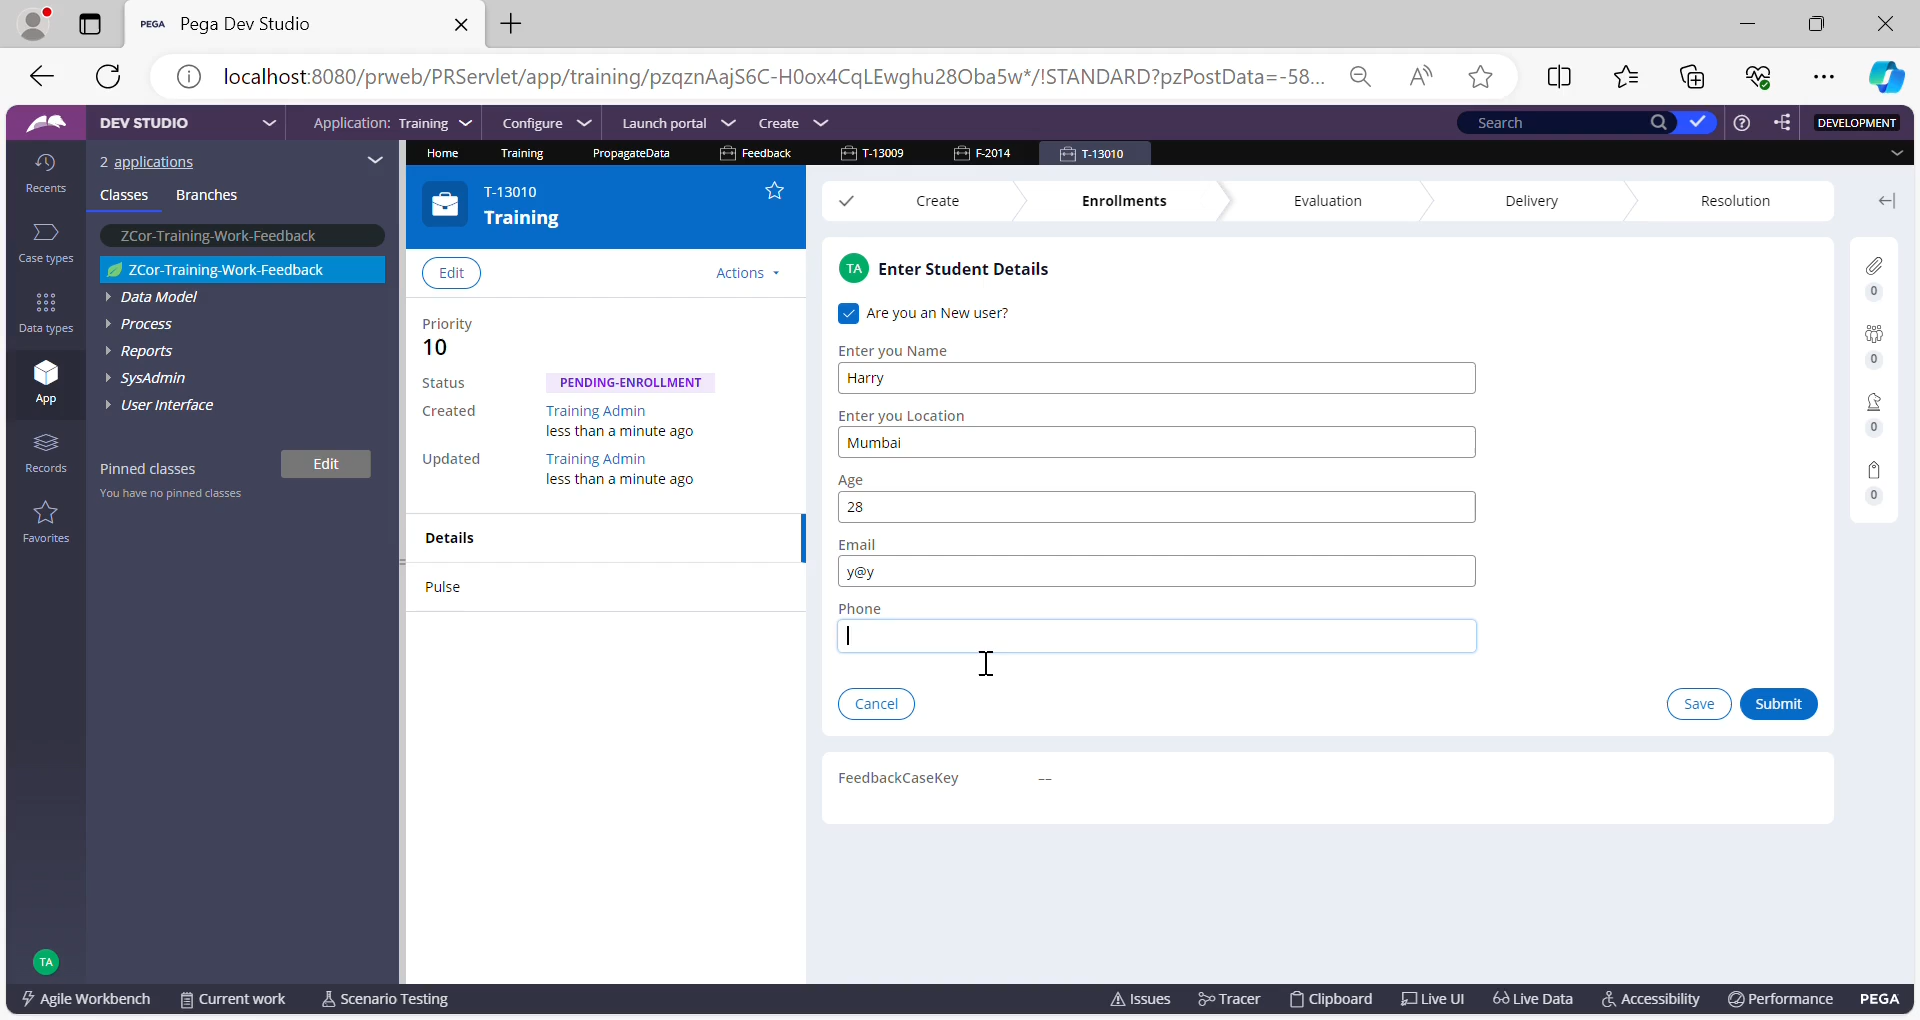 PEGA Pega Dev Studio
localhost:8080/prweb/PRServlet/app/training/pzqznAajS6C-H0ox4CqLEwghu28Oba5w*/!STANDARD?pzPostData=-58...
DEV STUDIO Application: Training Configure Launch portal Create Search DEVELOPMENT
Home Training PropagateData Feedback T-13009 F-2014 T-13010
Recents
Case types
Data types
App
Records
Favorites
TA
2 applications
Classes Branches
ZCor-Training-Work-Feedback
ZCor-Training-Work-Feedback
Data Model
Process
Reports
SysAdmin
User Interface
Pinned classes Edit
You have no pinned classes
T-13010
Training
Edit Actions
Priority
10
Status PENDING-ENROLLMENT
Created Training Admin
less than a minute ago
Updated Training Admin
less than a minute ago
Details
Pulse
Create Enrollments Evaluation Delivery Resolution
TA Enter Student Details
Are you an New user?
Enter you Name
Harry
Enter you Location
Mumbai
Age
28
Email
y@y
Phone
Cancel Save Submit
FeedbackCaseKey --
0
0
0
0
Agile Workbench Current work Scenario Testing Issues Tracer Clipboard Live UI Live Data Accessibility Performance PEGA